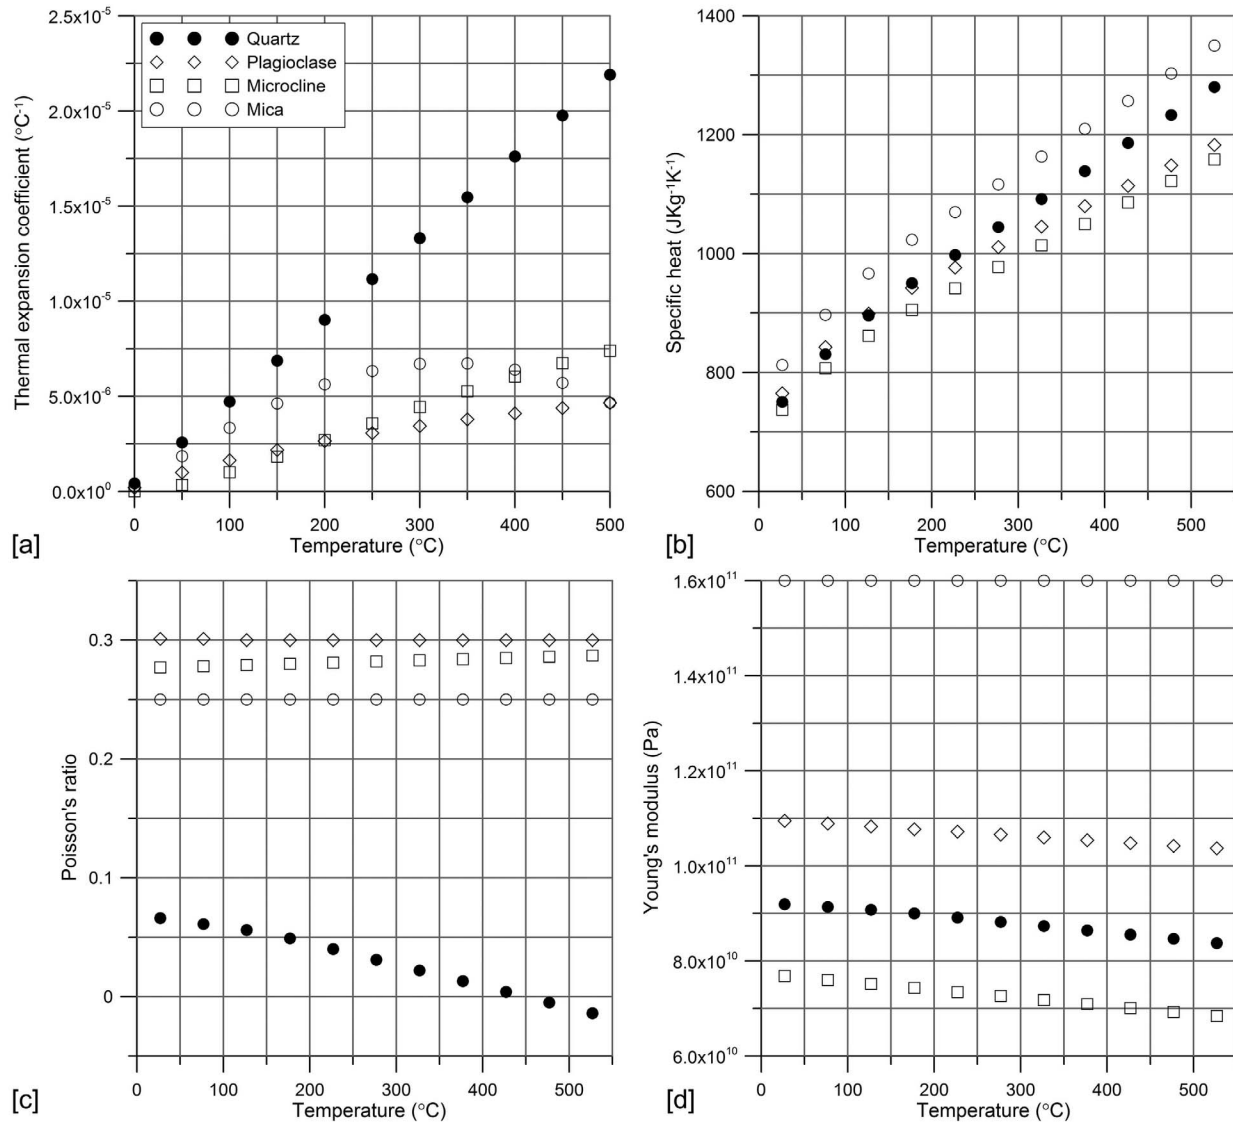 2.5x10⁻⁵
2.0x10⁻⁵
1.5x10⁻⁵
1.0x10⁻⁵
5.0x10⁻⁶
0.0x10⁰
Thermal expansion coefficient (°C⁻¹)
Quartz
Plagioclase
Microcline
Mica
0 100 200 300 400 500
Temperature (°C)
[a]
1400
1200
1000
800
600
Specific heat (JKg⁻¹K⁻¹)
0 100 200 300 400 500
Temperature (°C)
[b]
0.3
0.2
0.1
0
Poisson's ratio
0 100 200 300 400 500
Temperature (°C)
[c]
1.6x10¹¹
1.4x10¹¹
1.2x10¹¹
1.0x10¹¹
8.0x10¹⁰
6.0x10¹⁰
Young's modulus (Pa)
0 100 200 300 400 500
Temperature (°C)
[d]